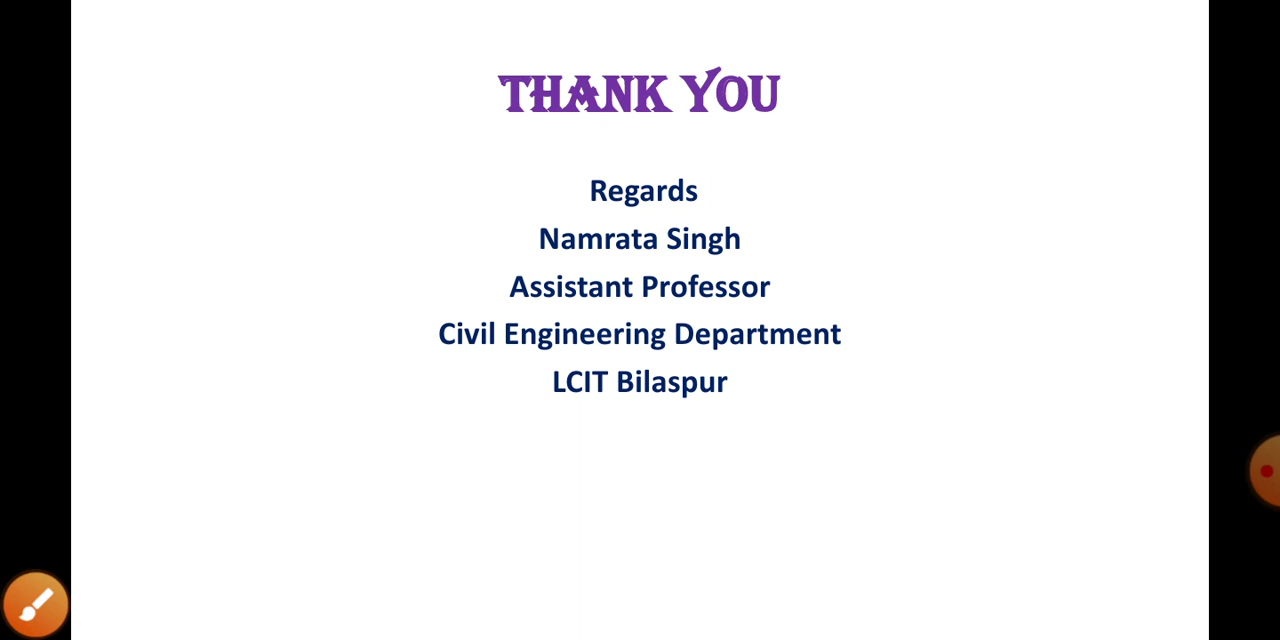 THANK YOU
Regards
Namrata Singh
Assistant Professor
Civil Engineering Department
LCIT Bilaspur